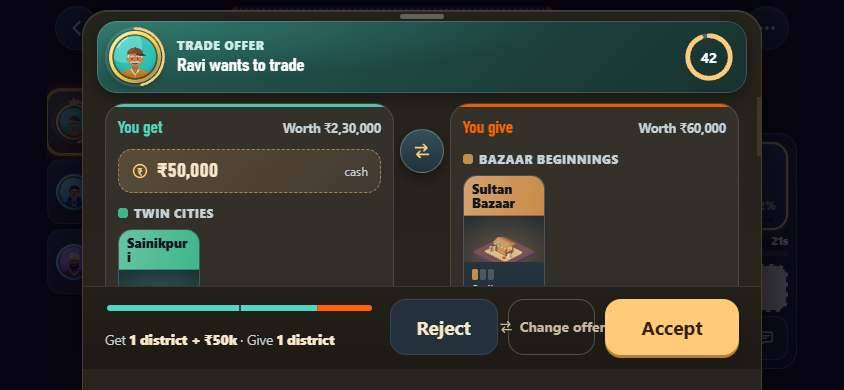 TRADE OFFER
Ravi wants to trade
42
You get
Worth ₹2,30,000
₹50,000
cash
TWIN CITIES
Sainikpur
i
You give
Worth ₹60,000
BAZAAR BEGINNINGS
Sultan
Bazaar
21s
Get 1 district + ₹50k · Give 1 district
Reject
Change offer
Accept